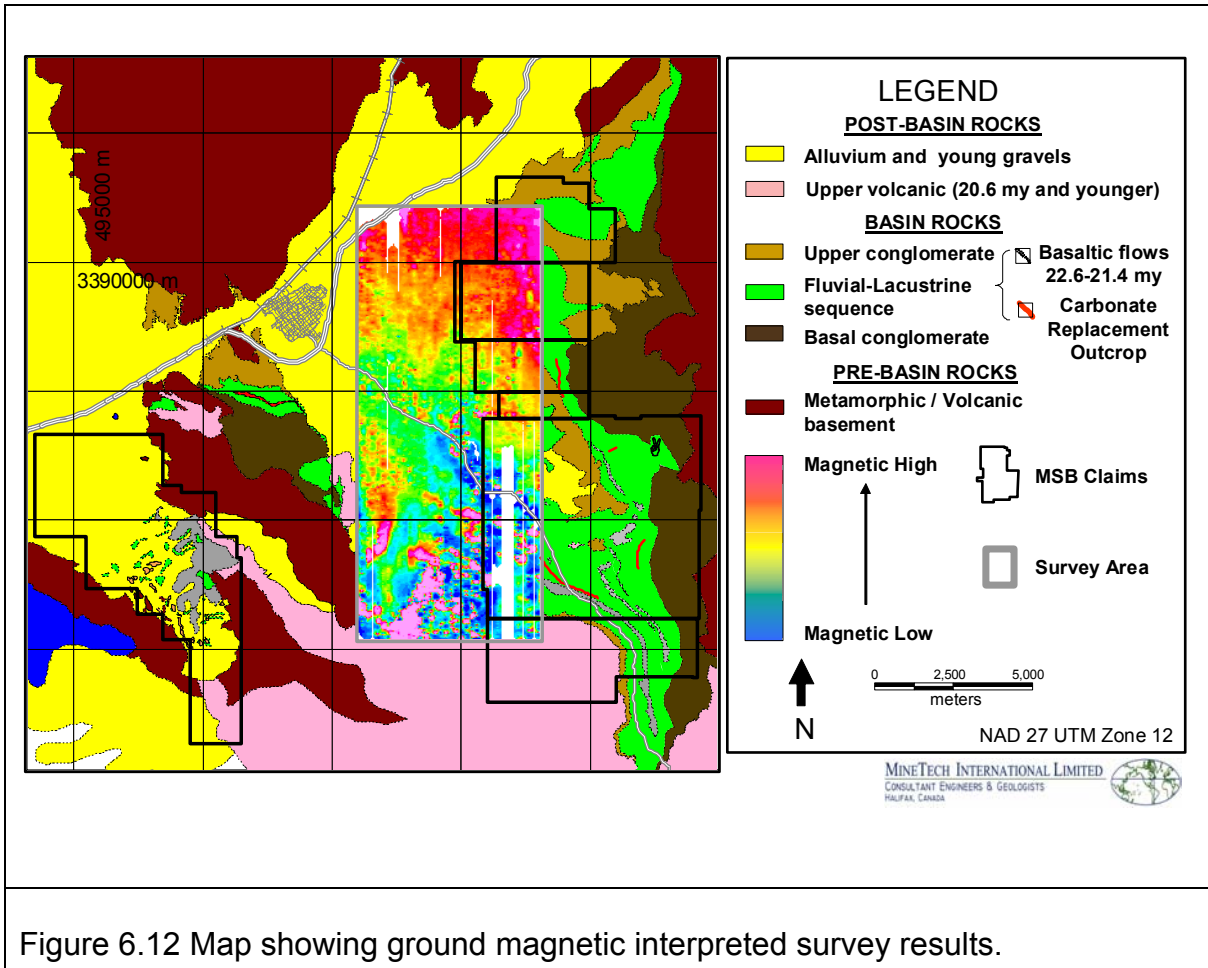 495000 m
3390000 m
LEGEND
POST-BASIN ROCKS
Alluvium and young gravels
Upper volcanic (20.6 my and younger)
BASIN ROCKS
Upper conglomerate
Fluvial-Lacustrine
sequence
Basal conglomerate
Basaltic flows
22.6-21.4 my
Carbonate
Replacement
Outcrop
PRE-BASIN ROCKS
Metamorphic / Volcanic
basement
Magnetic High
Magnetic Low
MSB Claims
Survey Area
0 2,500 5,000
meters
N
NAD 27 UTM Zone 12
MINETECH INTERNATIONAL LIMITED
CONSULTANT ENGINEERS & GEOLOGISTS
HALIFAX, CANADA
Figure 6.12 Map showing ground magnetic interpreted survey results.